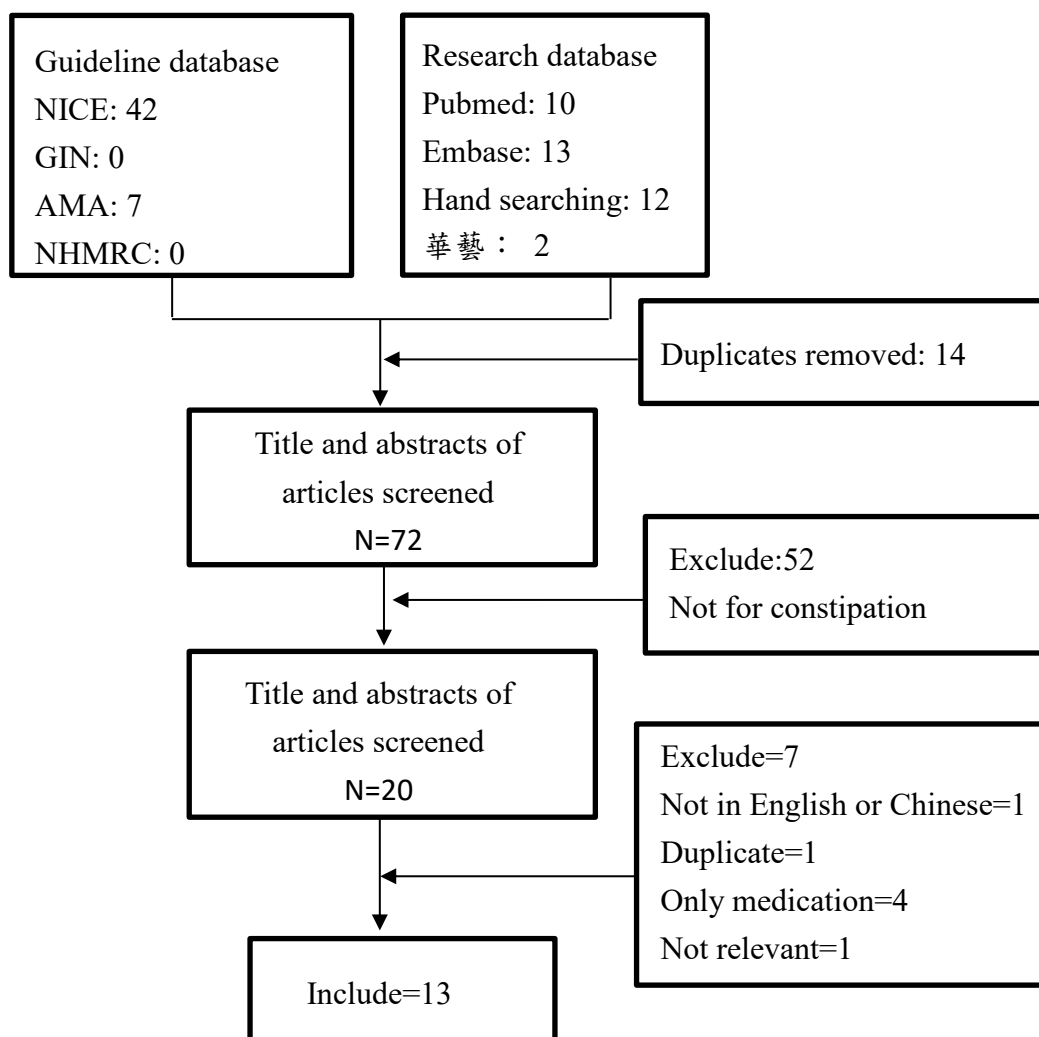 Guideline database
NICE: 42
GIN: 0
AMA: 7
NHMRC: 0
Research database
Pubmed: 10
Embase: 13
Hand searching: 12
華藝： 2
Duplicates removed: 14
Title and abstracts of
articles screened
N=72
Exclude:52
Not for constipation
Title and abstracts of
articles screened
N=20
Exclude=7
Not in English or Chinese=1
Duplicate=1
Only medication=4
Not relevant=1
Include=13